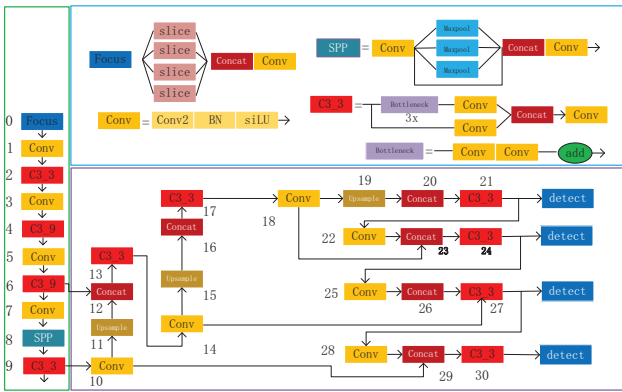 Focus
slice
slice
slice
slice
Concat
Conv
SPP
=
Conv
Maxpool
Maxpool
Maxpool
Concat
Conv
Conv
=
Conv2
BN
siLU
C3_3
=
Bottleneck
3x
Conv
Conv
Concat
Conv
Bottleneck
=
Conv
Conv
add
0
Focus
1
Conv
2
C3_3
3
Conv
4
C3_9
5
Conv
6
C3_9
7
Conv
8
SPP
9
C3_3
10
Conv
11
Upsample
12
Concat
13
C3_3
14
Conv
15
Upsample
16
Concat
17
C3_3
18
Conv
19
Upsample
20
Concat
21
C3_3
detect
22
Conv
Concat
23
C3_3
24
detect
25
Conv
Concat
26
C3_3
27
detect
28
Conv
Concat
29
C3_3
30
detect